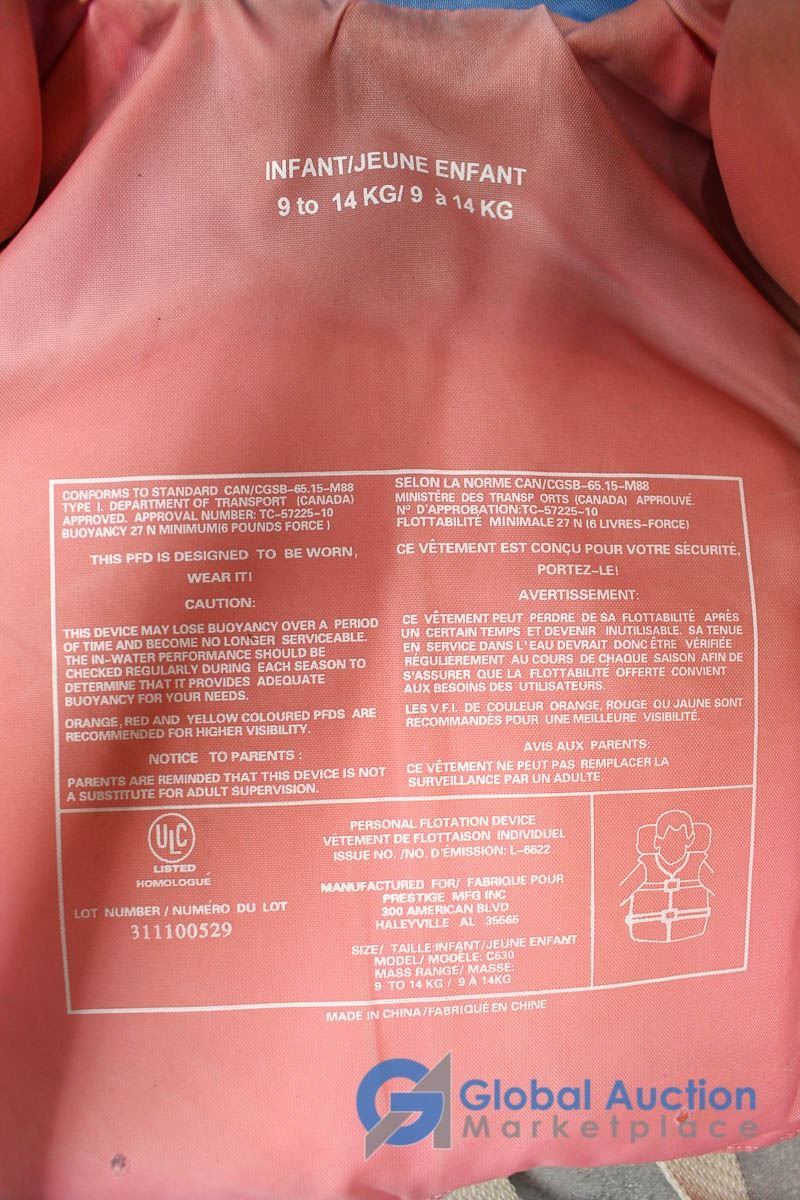 INFANT/JEUNE ENFANT
9 to 14 KG/ 9 à 14 KG
CONFORMS TO STANDARD CAN/CGSB-65.15-M88
TYPE I. DEPARTMENT OF TRANSPORT (CANADA)
APPROVED. APPROVAL NUMBER: TC-57225-10
BUOYANCY 27 N MINIMUM(6 POUNDS FORCE )
THIS PFD IS DESIGNED TO BE WORN,
WEAR IT!
CAUTION:
THIS DEVICE MAY LOSE BUOYANCY OVER A PERIOD
OF TIME AND BECOME NO LONGER SERVICEABLE.
THE IN-WATER PERFORMANCE SHOULD BE
CHECKED REGULARLY DURING EACH SEASON TO
DETERMINE THAT IT PROVIDES ADEQUATE
BUOYANCY FOR YOUR NEEDS.
ORANGE, RED AND YELLOW COLOURED PFDS ARE
RECOMMENDED FOR HIGHER VISIBILITY.
NOTICE TO PARENTS :
PARENTS ARE REMINDED THAT THIS DEVICE IS NOT
A SUBSTITUTE FOR ADULT SUPERVISION.
SELON LA NORME CAN/CGSB-65.15-M88
MINISTÈRE DES TRANSP ORTS (CANADA) APPROUVÉ.
N° D'APPROBATION: TC-57225-10
FLOTTABILITÉ MINIMALE 27 N (6 LIVRES-FORCE)
CE VÊTEMENT EST CONÇU POUR VOTRE SÉCURITÉ,
PORTEZ-LE!
AVERTISSEMENT:
CE VÊTEMENT PEUT PERDRE DE SA FLOTTABILITÉ APRÈS
UN CERTAIN TEMPS ET DEVENIR INUTILISABLE. SA TENUE
EN SERVICE DANS L'EAU DEVRAIT DONC ÊTRE VÉRIFIÉE
RÉGULIÈREMENT AU COURS DE CHAQUE SAISON AFIN DE
S'ASSURER QUE LA FLOTTABILITÉ OFFERTE CONVIENT
AUX BESOINS DES UTILISATEURS.
LES V.F.I. DE COULEUR ORANGE, ROUGE OU JAUNE SONT
RECOMMANDÉS POUR UNE MEILLEURE VISIBILITÉ.
AVIS AUX PARENTS:
CE VÊTEMENT NE PEUT PAS REMPLACER LA
SURVEILLANCE PAR UN ADULTE
ULC
LISTED
HOMOLOGUÉ
LOT NUMBER / NUMÉRO DU LOT
311100529
PERSONAL FLOTATION DEVICE
VÊTEMENT DE FLOTTAISON INDIVIDUEL
ISSUE NO. /NO. D'ÉMISSION: L-6622
MANUFACTURED FOR/ FABRIQUE POUR
PRESTIGE MFG INC
300 AMERICAN BLVD
HALEYVILLE AL 35565
SIZE/ TAILLE:INFANT/JEUNE ENFANT
MODEL/ MODÈLE: C630
MASS RANGE/ MASSE:
9 TO 14 KG / 9 À 14KG
MADE IN CHINA/FABRIQUÉ EN CHINE
Global Auction
Marketplace